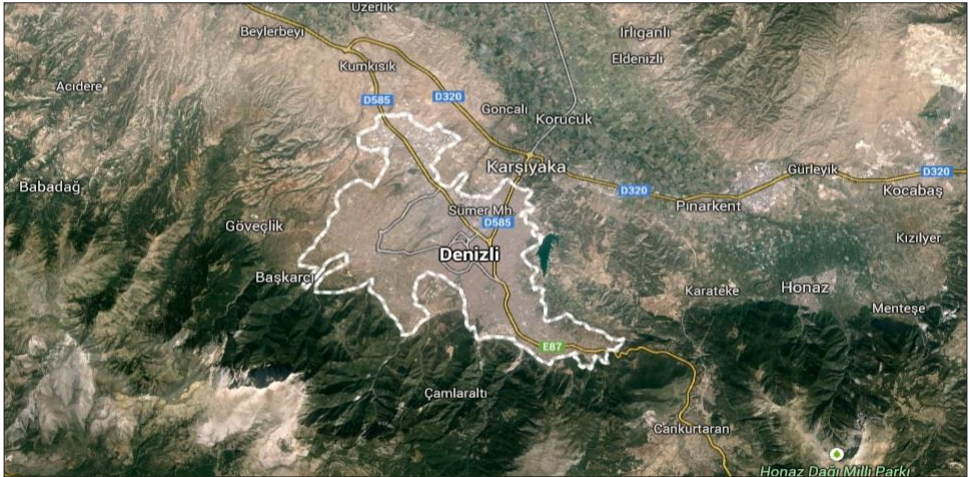 Uzerlik
Beylerbeyi
Irlıganlı
Eldenizli
Kumkısık
Acıdere
D585
D320
Goncalı
Korucuk
Karşıyaka
Gürleyik
D320
D320
Kocabaş
Babadağ
Pınarkent
Sümer Mh.
D585
Göveçlik
Kızılyer
Denizli
Başkarcı
Karateke
Honaz
Menteşe
E87
Çamlaraltı
Cankurtaran
Honaz Dağı Milli Parkı